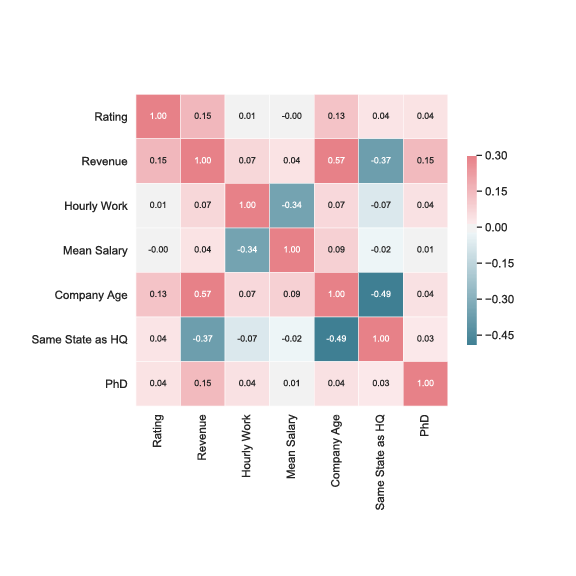 Rating 1.00 0.15 0.01 -0.00 0.13 0.04 0.04
Revenue 0.15 1.00 0.07 0.04 0.57 -0.37 0.15
Hourly Work 0.01 0.07 1.00 -0.34 0.07 -0.07 0.04
Mean Salary -0.00 0.04 -0.34 1.00 0.09 -0.02 0.01
Company Age 0.13 0.57 0.07 0.09 1.00 -0.49 0.04
Same State as HQ 0.04 -0.37 -0.07 -0.02 -0.49 1.00 0.03
PhD 0.04 0.15 0.04 0.01 0.04 0.03 1.00
Rating
Revenue
Hourly Work
Mean Salary
Company Age
Same State as HQ
PhD
0.30
0.15
0.00
−0.15
−0.30
−0.45